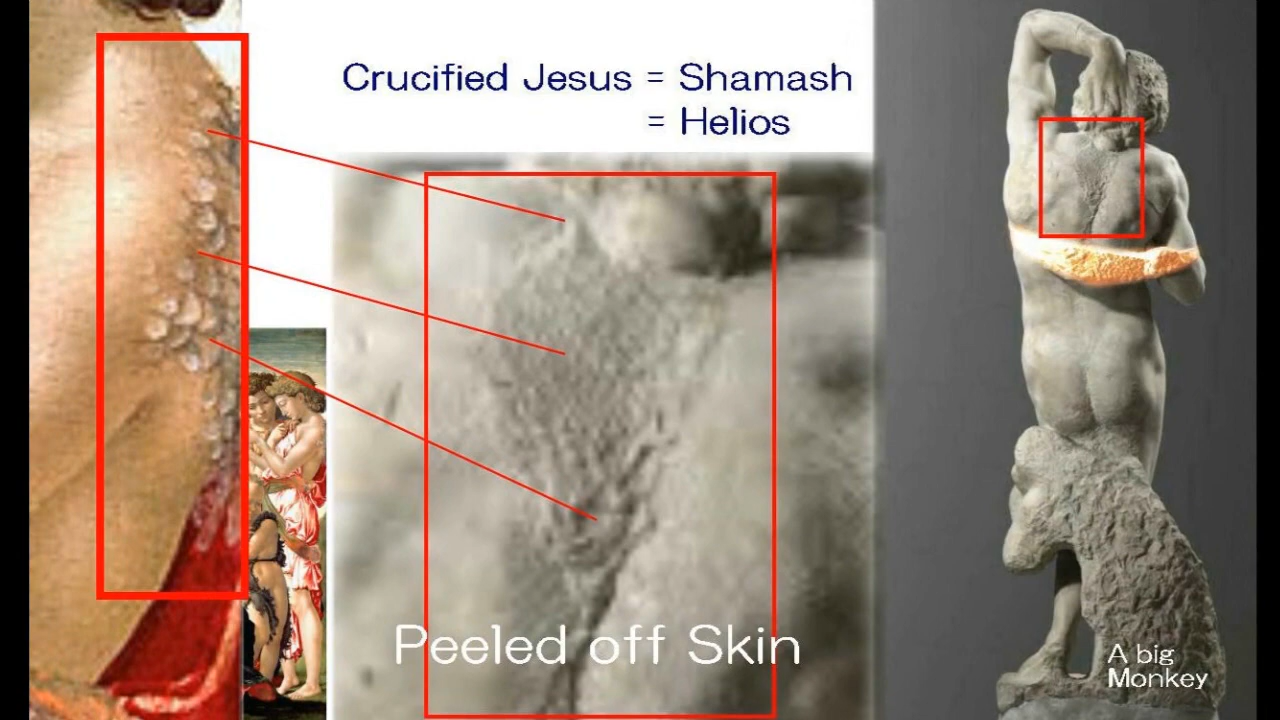 Crucified Jesus = Shamash
= Helios
Peeled off Skin
A big
Monkey